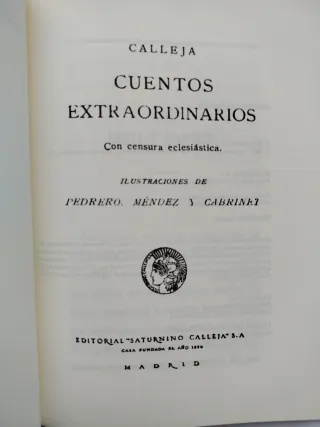 CALLEJA
CUENTOS
EXTRAORDINARIOS
Con censura eclesiástica.
ILUSTRACIONES DE
PEDRERO, MÉNDEZ Y CABRINETY
EDITORIAL "SATURNINO CALLEJA" S.A
CASA FUNDADA EL AÑO 1876
MADRID